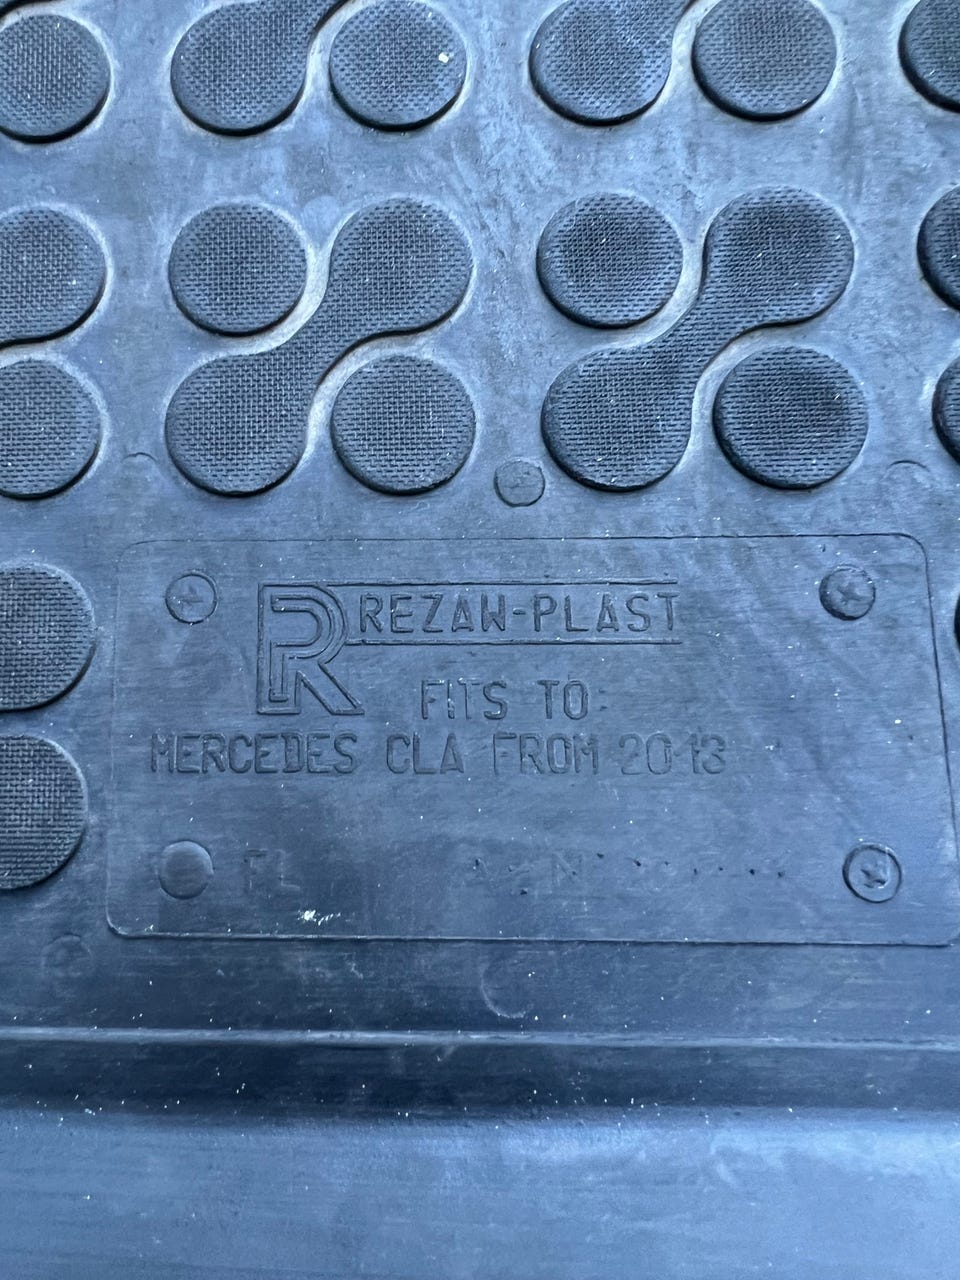 R REZAW-PLAST
FITS TO:
MERCEDES CLA FROM 2013
FL